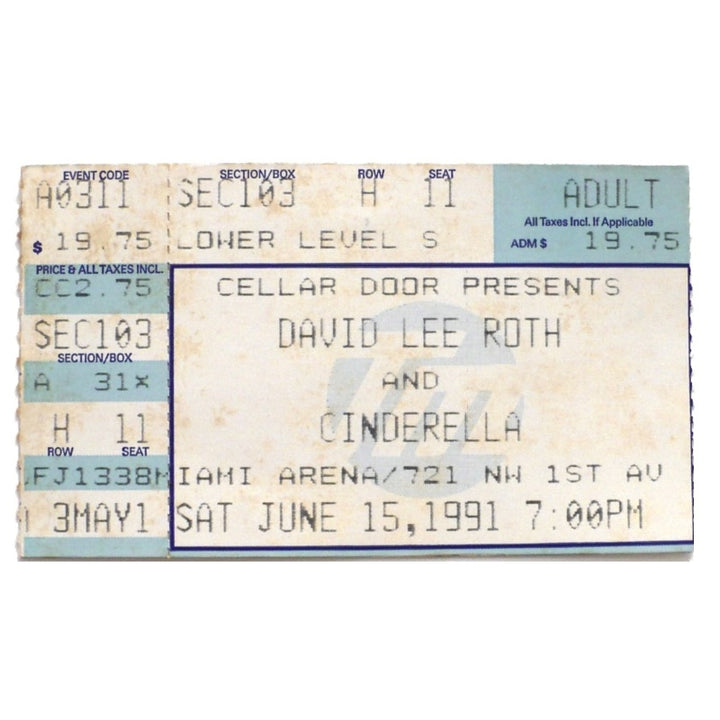 EVENT CODE
A0311
$ 19.75
PRICE & ALL TAXES INCL.
CC2.75
SEC103
SECTION/BOX
A 31X
H 11
ROW SEAT
FJ1338
3MAY1
SECTION/BOX ROW SEAT
SEC103 H 11 ADULT
All Taxes Incl. If Applicable
LOWER LEVEL S ADM $ 19.75
CELLAR DOOR PRESENTS
DAVID LEE ROTH
AND
CINDERELLA
MIAMI ARENA/721 NW 1ST AV
SAT JUNE 15,1991 7:00PM